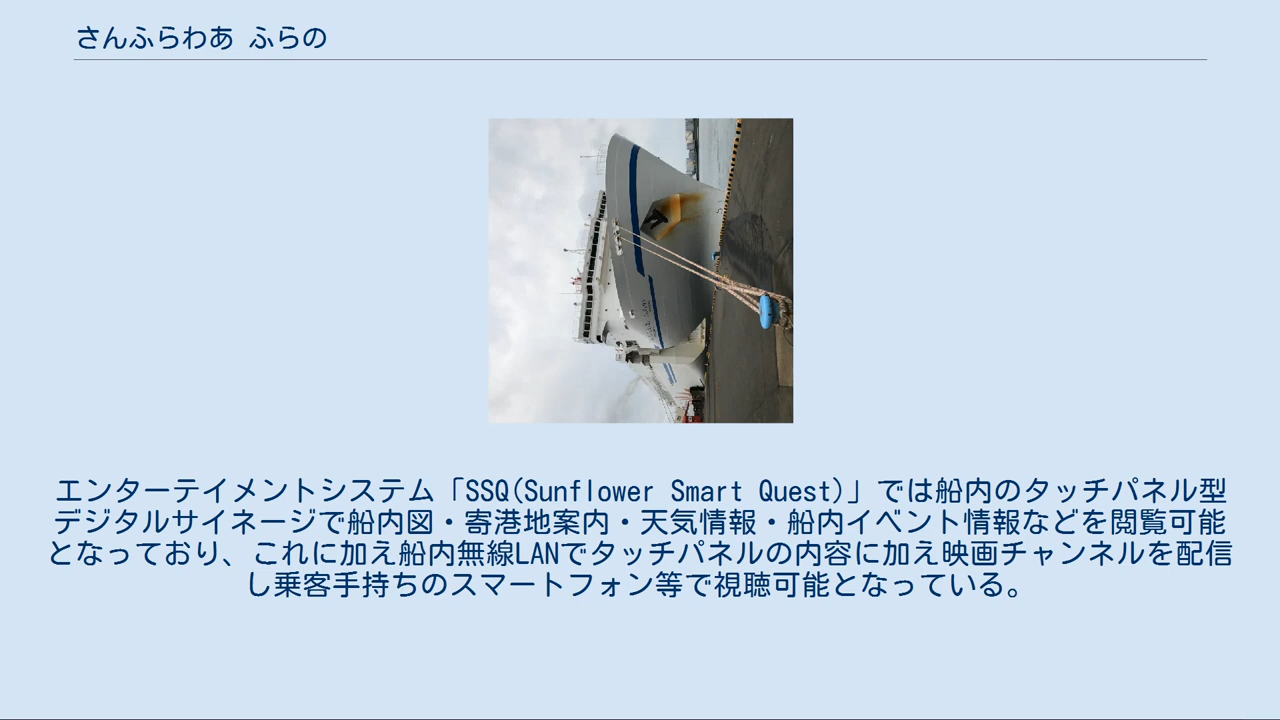 さんふらわあ ふらの
エンターテイメントシステム「SSQ(Sunflower Smart Quest)」では船内のタッチパネル型
デジタルサイネージで船内図・寄港地案内・天気情報・船内イベント情報などを閲覧可能
となっており、これに加え船内無線LANでタッチパネルの内容に加え映画チャンネルを配信
し乗客手持ちのスマートフォン等で視聴可能となっている。